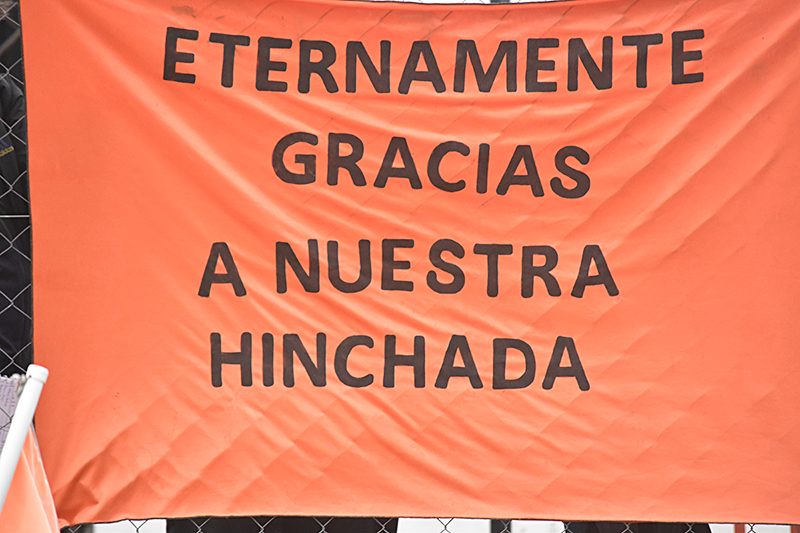 ETERNAMENTE
GRACIAS
A NUESTRA
HINCHADA